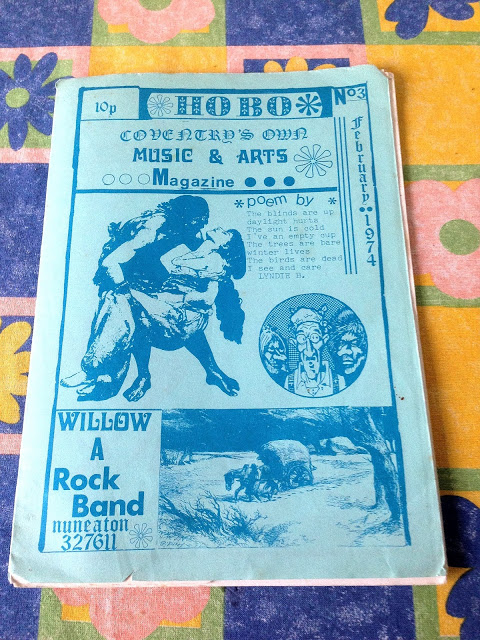 10p
HOBO
Nº3
COVENTRY'S OWN
MUSIC & ARTS
Magazine
February 1974
*poem by *
The blinds are up
daylight hurts
The sun is cold
I've an empty cup
The trees are bare
winter lives
The birds are dead
I see and care
LYNDIE B.
WILLOW
A
Rock
Band
nuneaton
327611